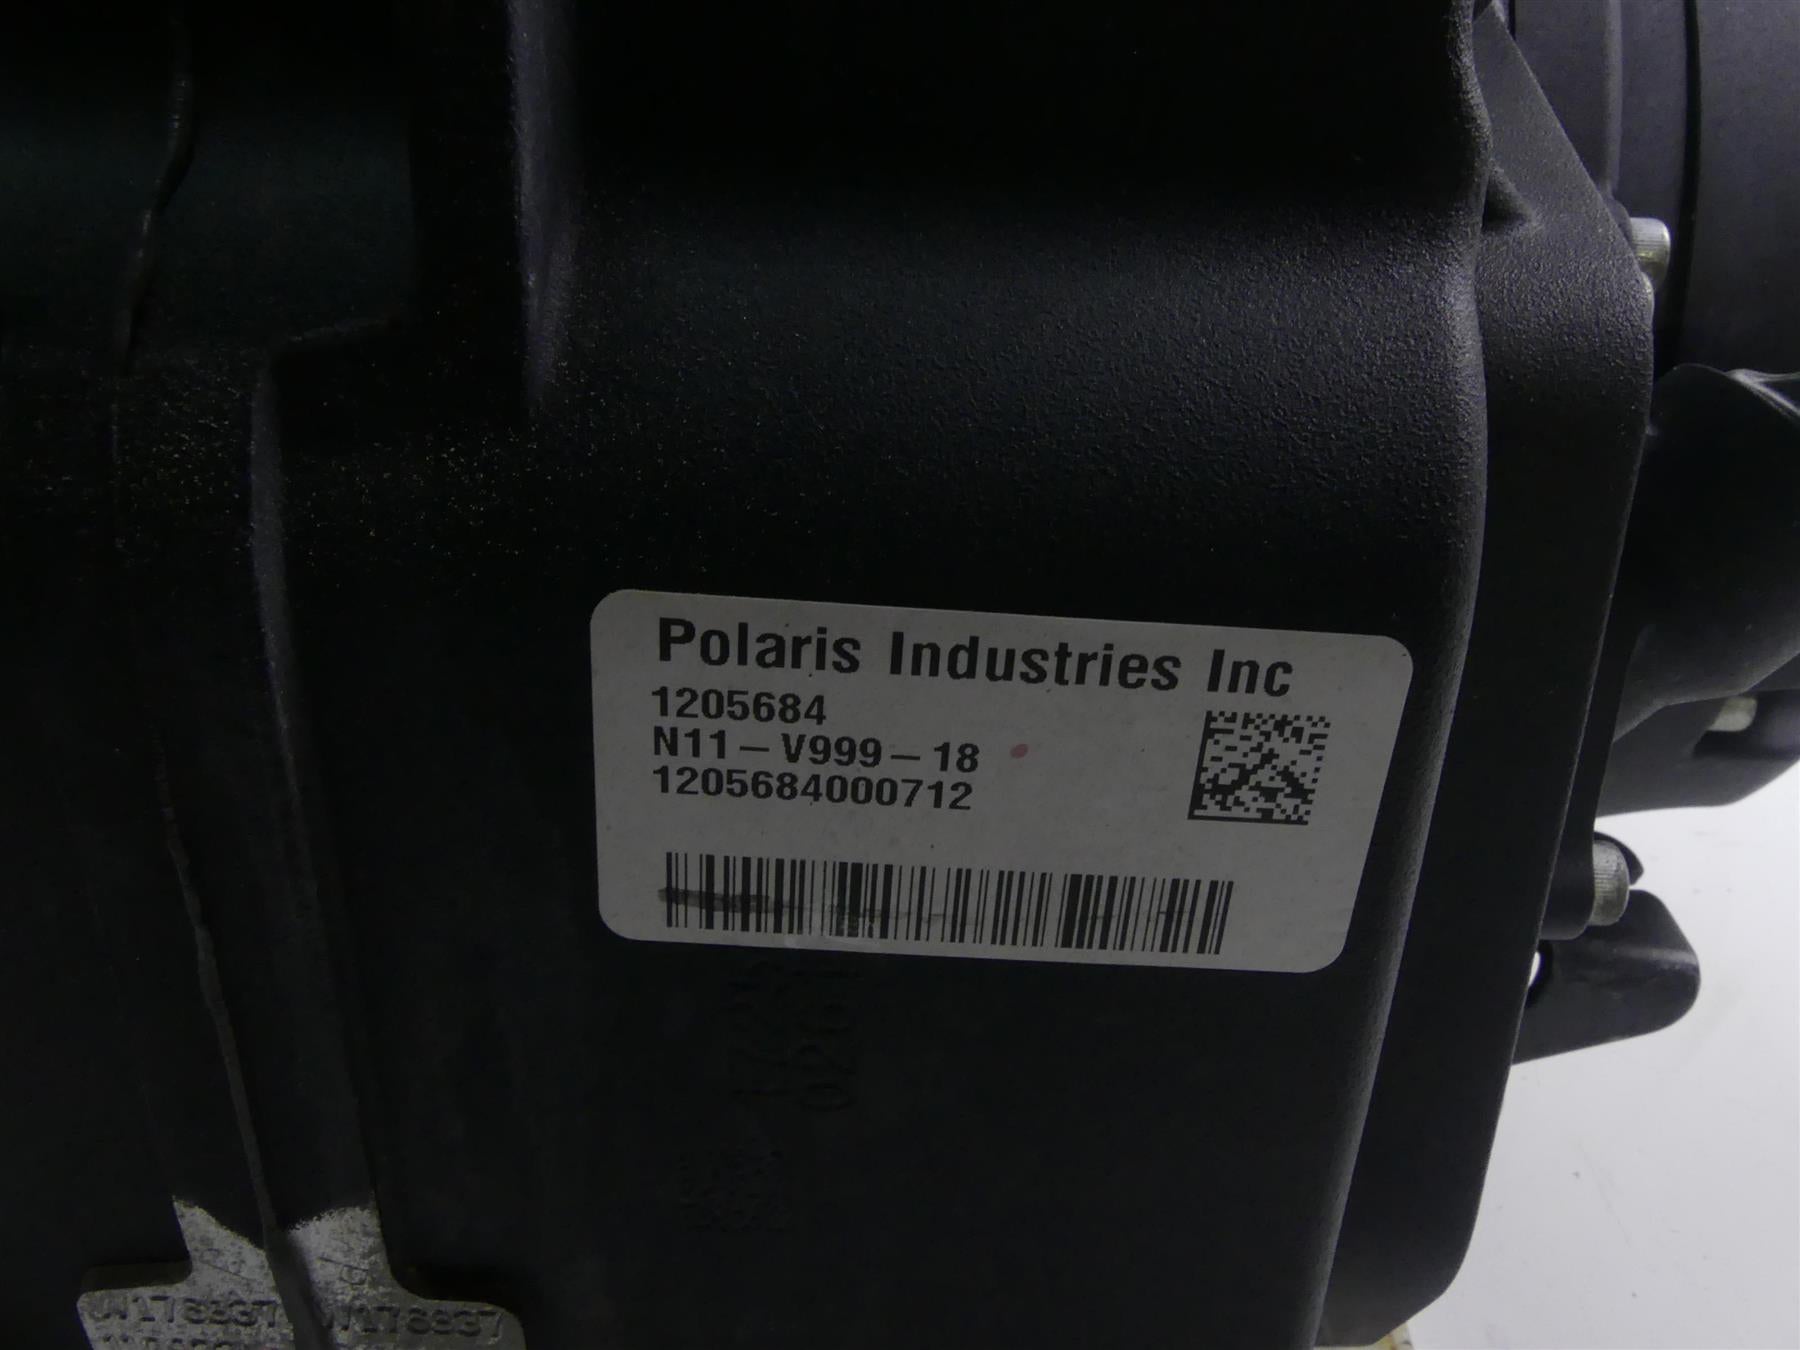 Polaris Industries Inc
1205684
N11-V999-18
1205684000712